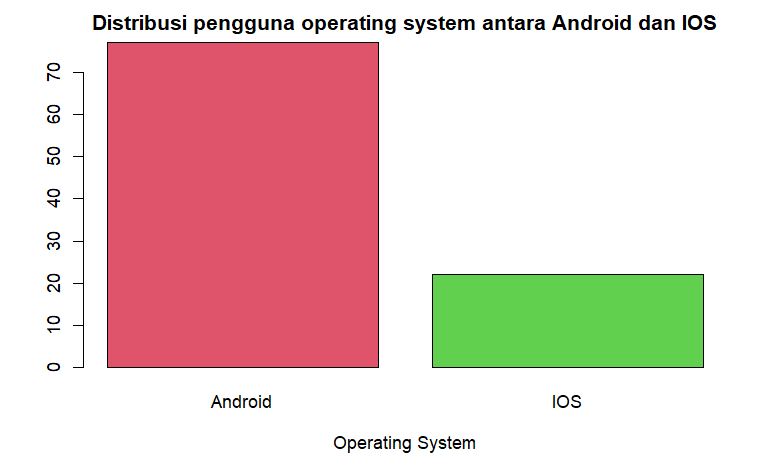 Distribusi pengguna operating system antara Android dan IOS
70
60
50
40
30
20
10
0
Android IOS
Operating System